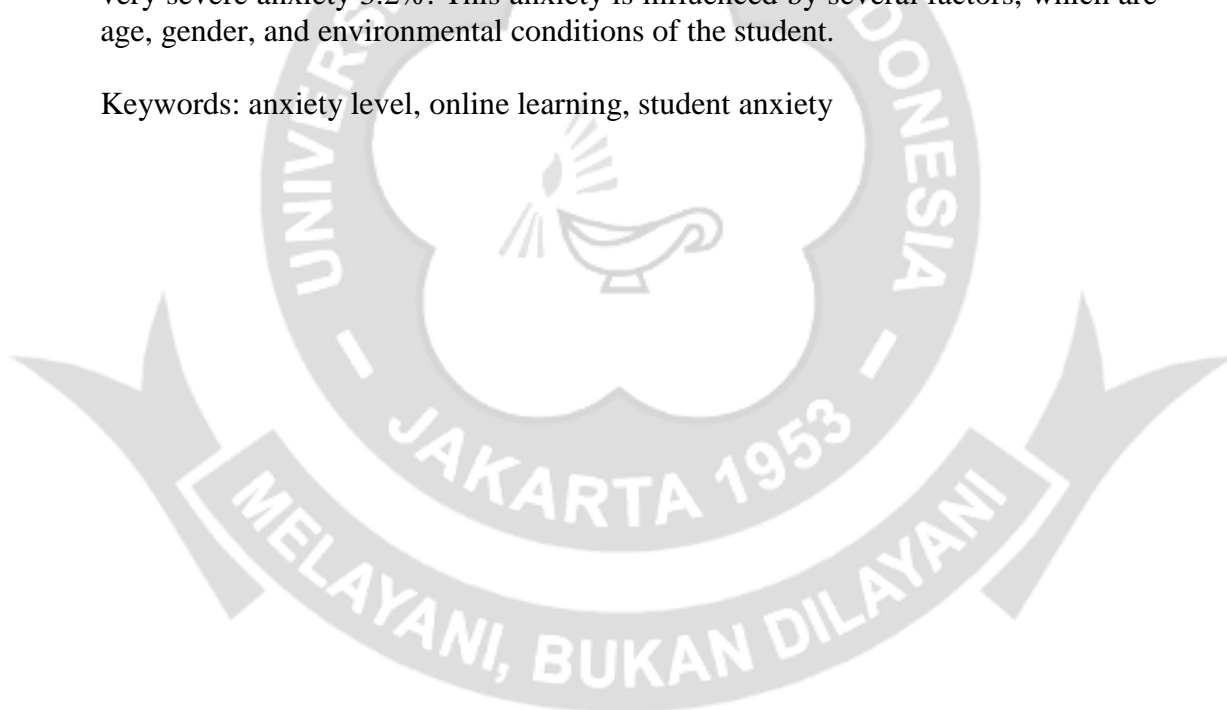 very severe anxiety 3.2%. This anxiety is influenced by several factors, which are
age, gender, and environmental conditions of the student.
Keywords: anxiety level, online learning, student anxiety
JAKARTA 1953
MELAYANI, BUKAN DILAYANI